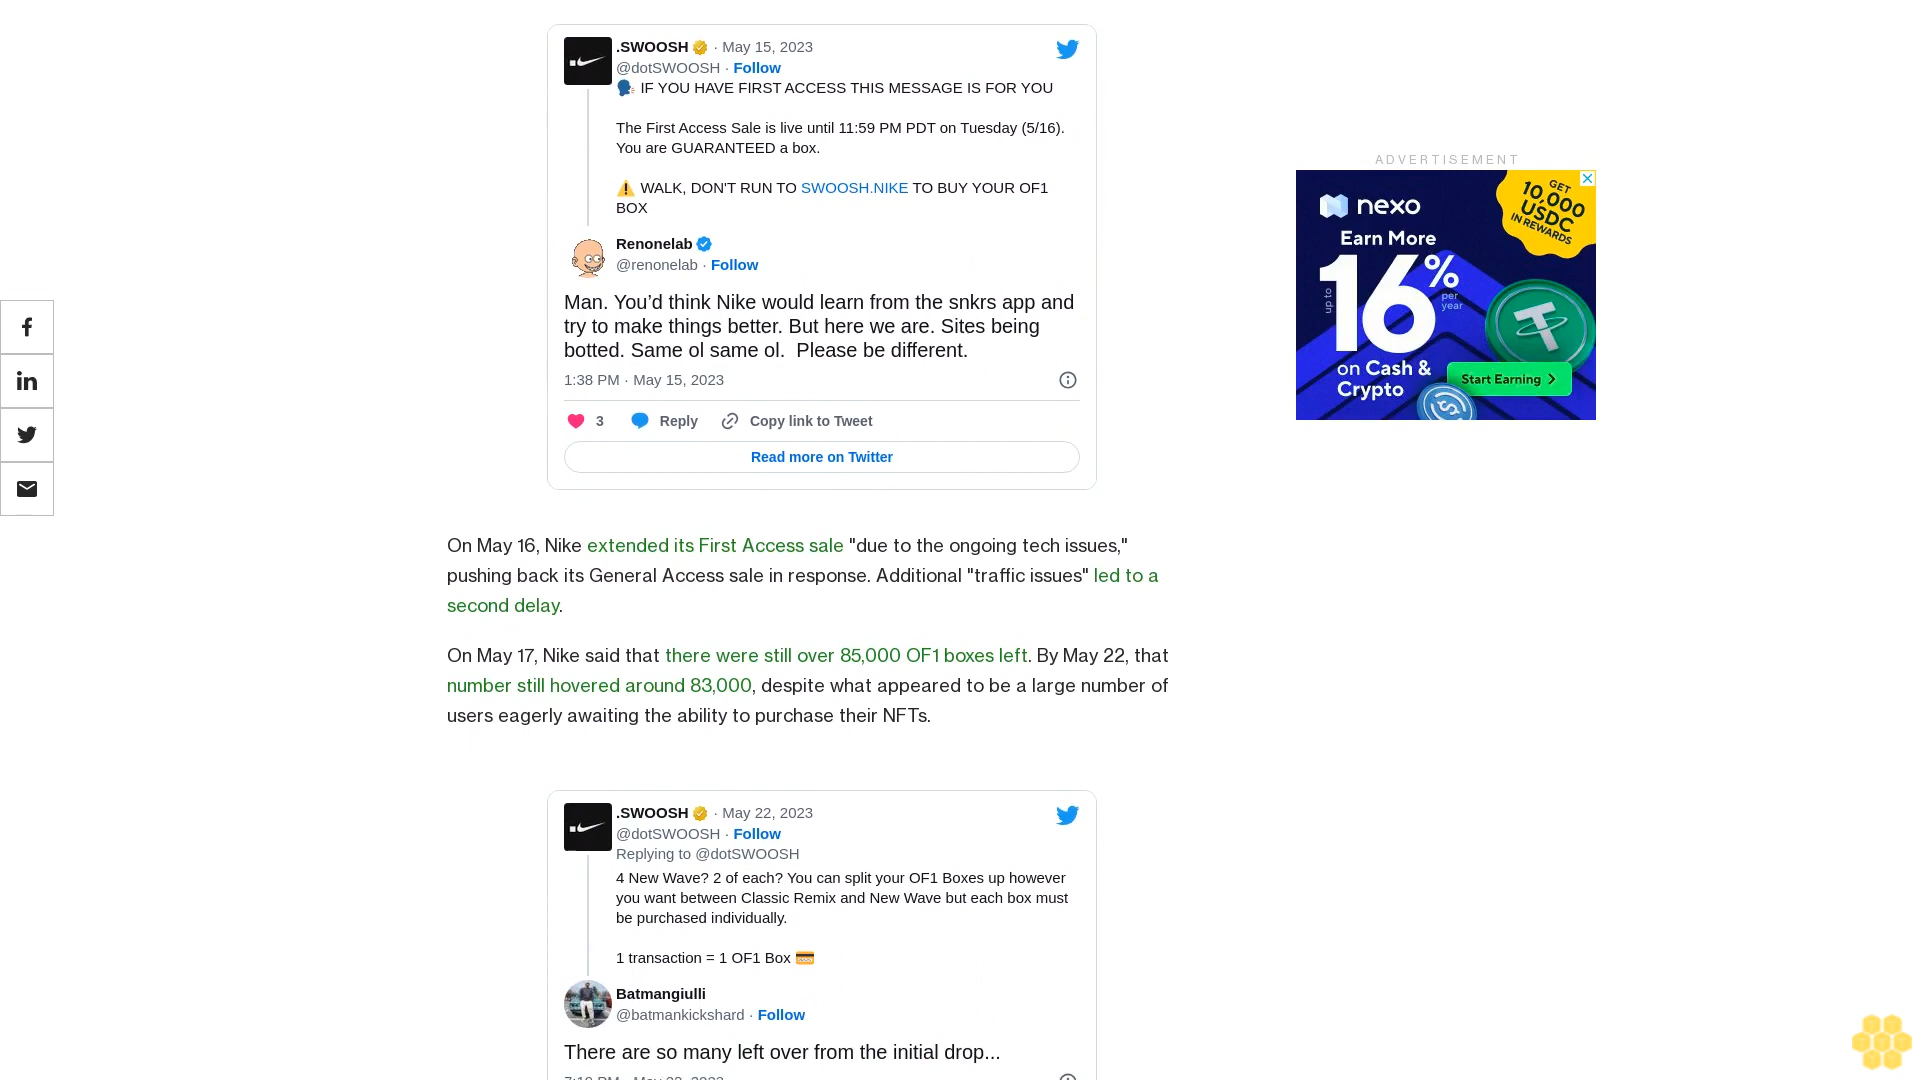 .SWOOSH · May 15, 2023
@dotSWOOSH · Follow
🗣️ IF YOU HAVE FIRST ACCESS THIS MESSAGE IS FOR YOU
The First Access Sale is live until 11:59 PM PDT on Tuesday (5/16).
You are GUARANTEED a box.
⚠️ WALK, DON'T RUN TO SWOOSH.NIKE TO BUY YOUR OF1
BOX
Renonelab
@renonelab · Follow
Man. You’d think Nike would learn from the snkrs app and
try to make things better. But here we are. Sites being
botted. Same ol same ol.  Please be different.
1:38 PM · May 15, 2023
3 Reply Copy link to Tweet
Read more on Twitter
ADVERTISEMENT
nexo
GET
10,000
USDC
IN REWARDS
Earn More
up to 16% per
year
on Cash &
Crypto
Start Earning
On May 16, Nike extended its First Access sale "due to the ongoing tech issues,"
pushing back its General Access sale in response. Additional "traffic issues" led to a
second delay.
On May 17, Nike said that there were still over 85,000 OF1 boxes left. By May 22, that
number still hovered around 83,000, despite what appeared to be a large number of
users eagerly awaiting the ability to purchase their NFTs.
.SWOOSH · May 22, 2023
@dotSWOOSH · Follow
Replying to @dotSWOOSH
4 New Wave? 2 of each? You can split your OF1 Boxes up however
you want between Classic Remix and New Wave but each box must
be purchased individually.
1 transaction = 1 OF1 Box 💳
Batmangiulli
@batmankickshard · Follow
There are so many left over from the initial drop...